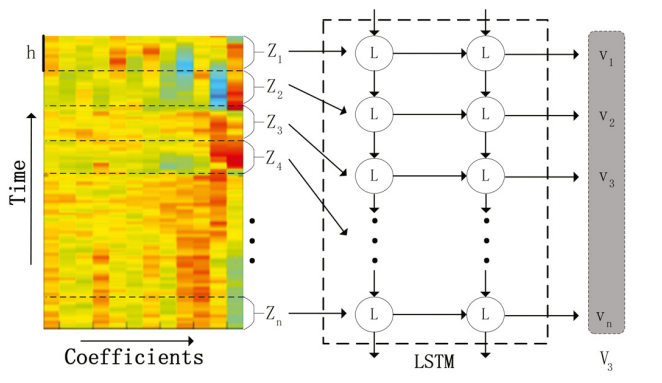 h
Time
Coefficients
Z1
Z2
Z3
Z4
Zn
L L
L L
L L
L L
LSTM
v1
v2
v3
vn
V3